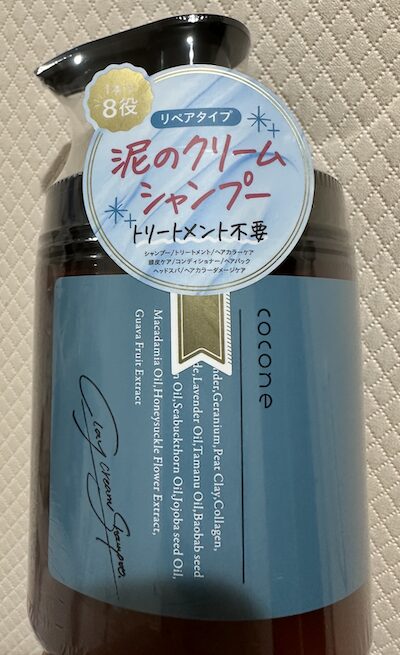 1本
8役
リペアタイプ
泥のクリーム
シャンプー
トリートメント不要
シャンプー/トリートメント/ヘアカラーケア
頭皮ケア/コンディショナー/ヘアパック
ヘッドスパ/ヘアカラーダメージケア
cocone
Geranium,Peat Clay,Collagen,
Lavender Oil,Tamanu Oil,Baobab seed
Oil,Seabuckthorn Oil,Jojoba seed Oil,
Macadamia Oil,Honeysuckle Flower Extract,
Guava Fruit Extract
Clay Cream Shampoo.